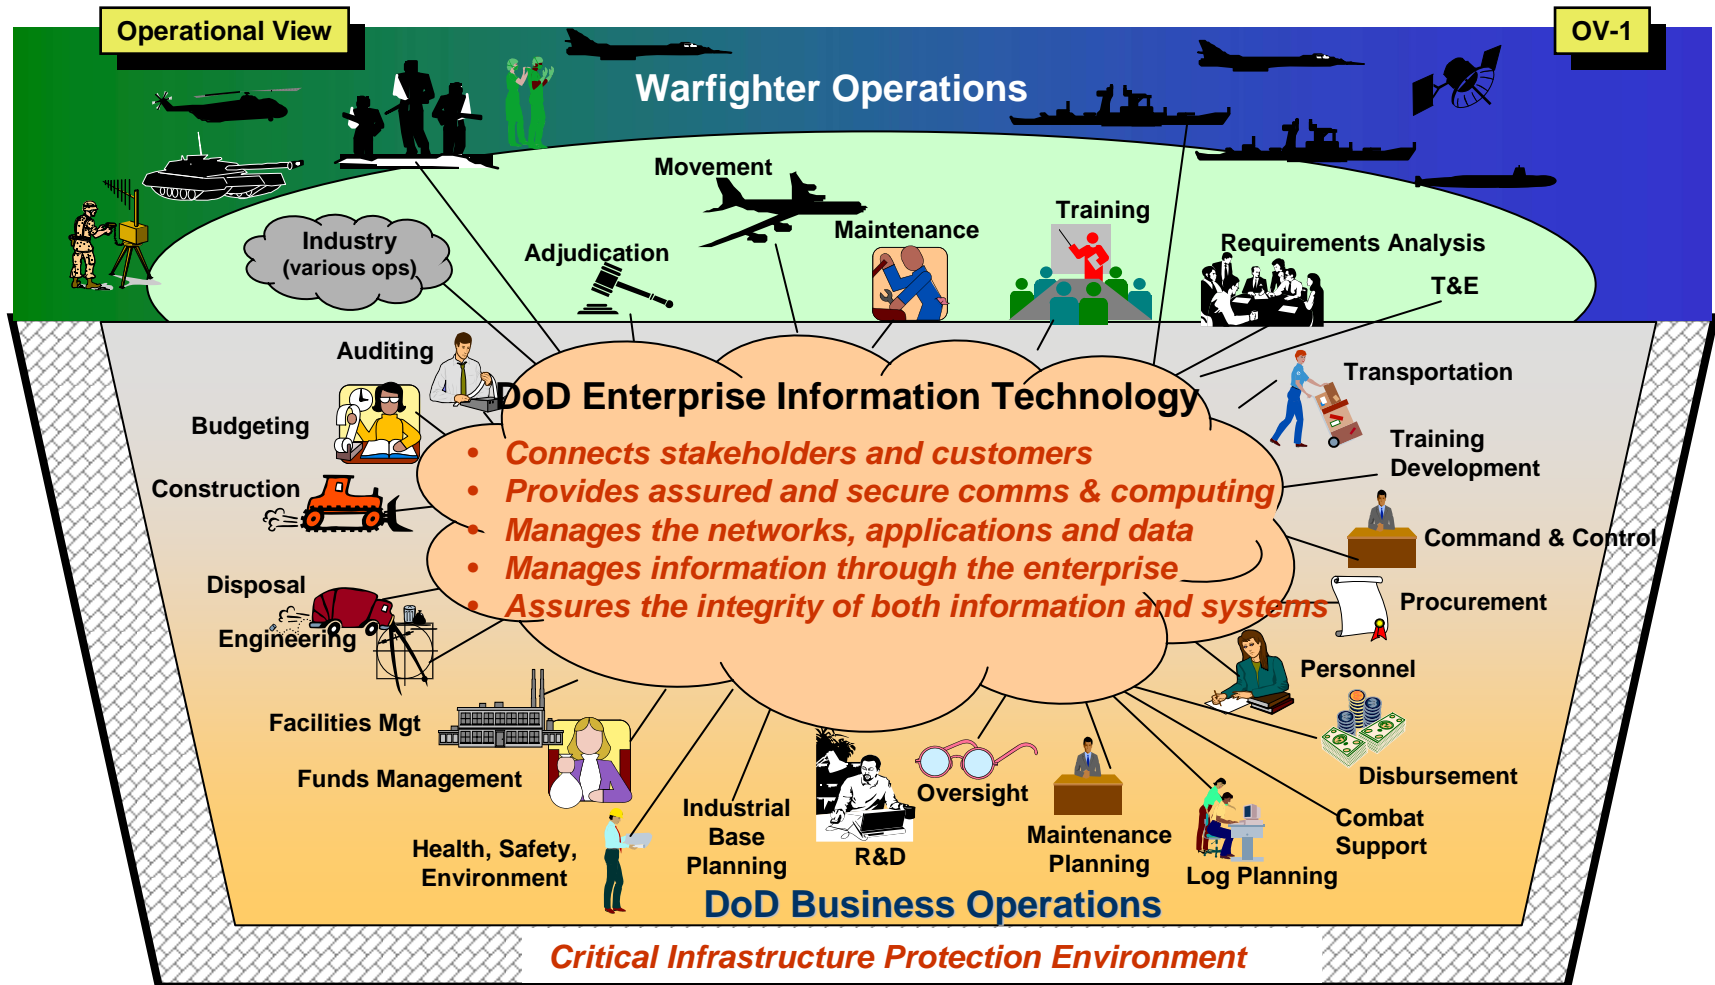 Operational View
OV-1
Warfighter Operations
Movement
Training
Maintenance
Industry
(various ops)
Adjudication
Requirements Analysis
T&E
Auditing
Transportation
DoD Enterprise Information Technology
Budgeting
Training
Development
• Connects stakeholders and customers
• Provides assured and secure comms & computing
• Manages the networks, applications and data
• Manages information through the enterprise
• Assures the integrity of both information and systems
Construction
Command & Control
Disposal
Procurement
Engineering
Personnel
Facilities Mgt
Funds Management
Disbursement
Oversight
Industrial
Base
Planning
Combat
Support
Maintenance
Planning
Health, Safety,
Environment
R&D
Log Planning
DoD Business Operations
Critical Infrastructure Protection Environment